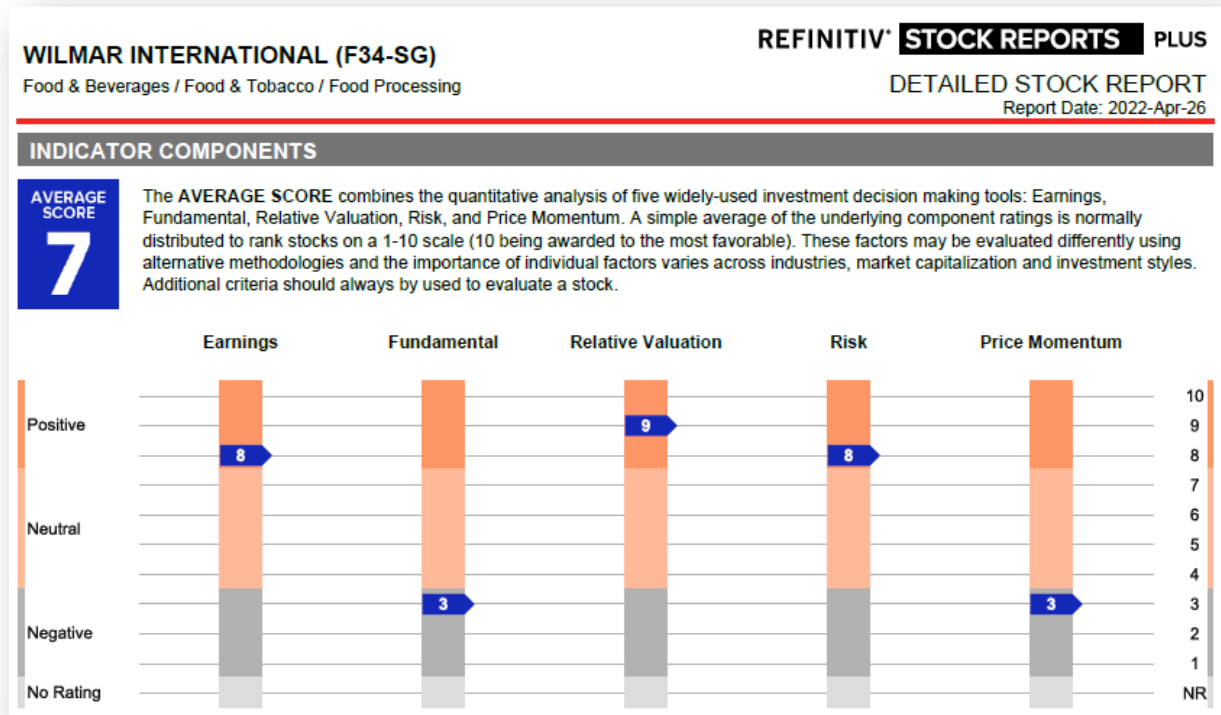 WILMAR INTERNATIONAL (F34-SG)
Food & Beverages / Food & Tobacco / Food Processing
REFINITIV® STOCK REPORTS PLUS
DETAILED STOCK REPORT
Report Date: 2022-Apr-26
INDICATOR COMPONENTS
AVERAGE
SCORE
7
The AVERAGE SCORE combines the quantitative analysis of five widely-used investment decision making tools: Earnings,
Fundamental, Relative Valuation, Risk, and Price Momentum. A simple average of the underlying component ratings is normally
distributed to rank stocks on a 1-10 scale (10 being awarded to the most favorable). These factors may be evaluated differently using
alternative methodologies and the importance of individual factors varies across industries, market capitalization and investment styles.
Additional criteria should always by used to evaluate a stock.
Earnings Fundamental Relative Valuation Risk Price Momentum
10
Positive 9 9
8 8 8
7
6
Neutral
5
4
3 3 3
Negative 2
1
No Rating NR